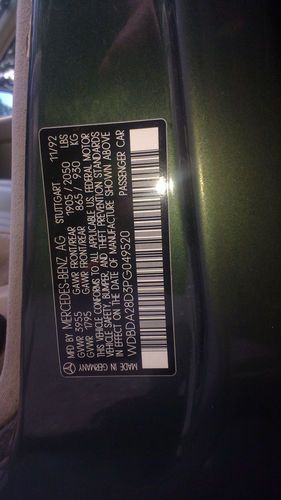 MFD. BY MERCEDES-BENZ AG STUTTGART 11/92
GVWR 3955 GAWR FRONT/REAR 1905/2050 LBS
GVWR 1795 GAWR FRONT/REAR 865/ 930 KG
THIS VEHICLE CONFORMS TO ALL APPLICABLE U.S. FEDERAL MOTOR
VEHICLE SAFETY, BUMPER, AND THEFT PREVENTION STANDARDS
IN EFFECT ON THE DATE OF MANUFACTURE SHOWN ABOVE
WDBDA28D3PG049520 PASSENGER CAR
MADE IN GERMANY